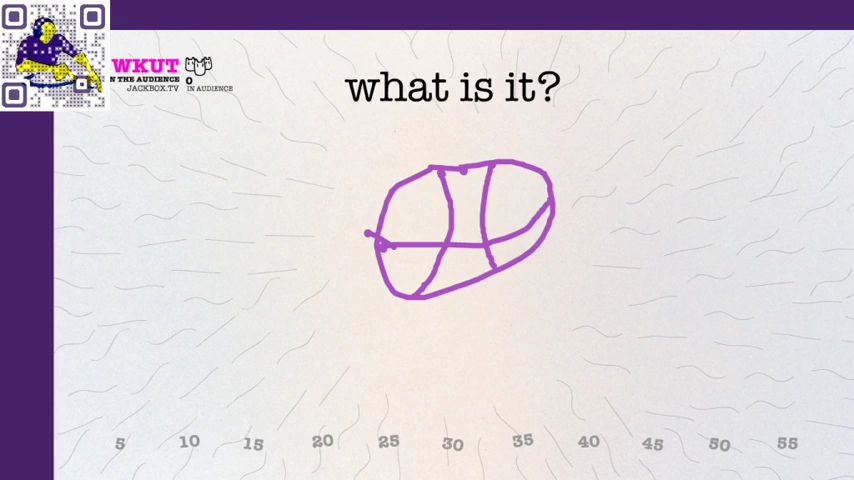 WKUT
IN THE AUDIENCE
JACKBOX.TV
0
IN AUDIENCE
what is it?
5 10 15 20 25 30 35 40 45 50 55